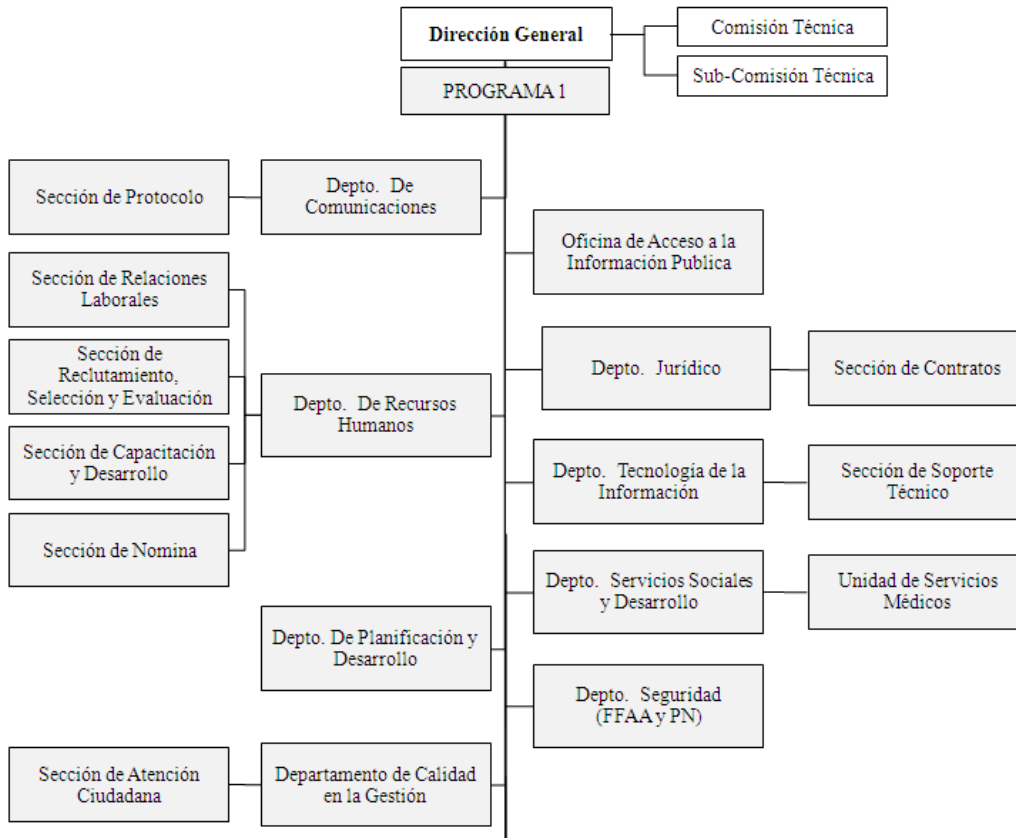 Dirección General
Comisión Técnica
Sub-Comisión Técnica
PROGRAMA 1
Sección de Protocolo
Depto. De
Comunicaciones
Oficina de Acceso a la
Información Publica
Sección de Relaciones
Laborales
Sección de
Reclutamiento,
Selección y Evaluación
Sección de Capacitación
y Desarrollo
Sección de Nomina
Depto. De Recursos
Humanos
Depto. Jurídico
Sección de Contratos
Depto. Tecnología de la
Información
Sección de Soporte
Técnico
Depto. Servicios Sociales
y Desarrollo
Unidad de Servicios
Médicos
Depto. De Planificación y
Desarrollo
Depto. Seguridad
(FFAA y PN)
Sección de Atención
Ciudadana
Departamento de Calidad
en la Gestión